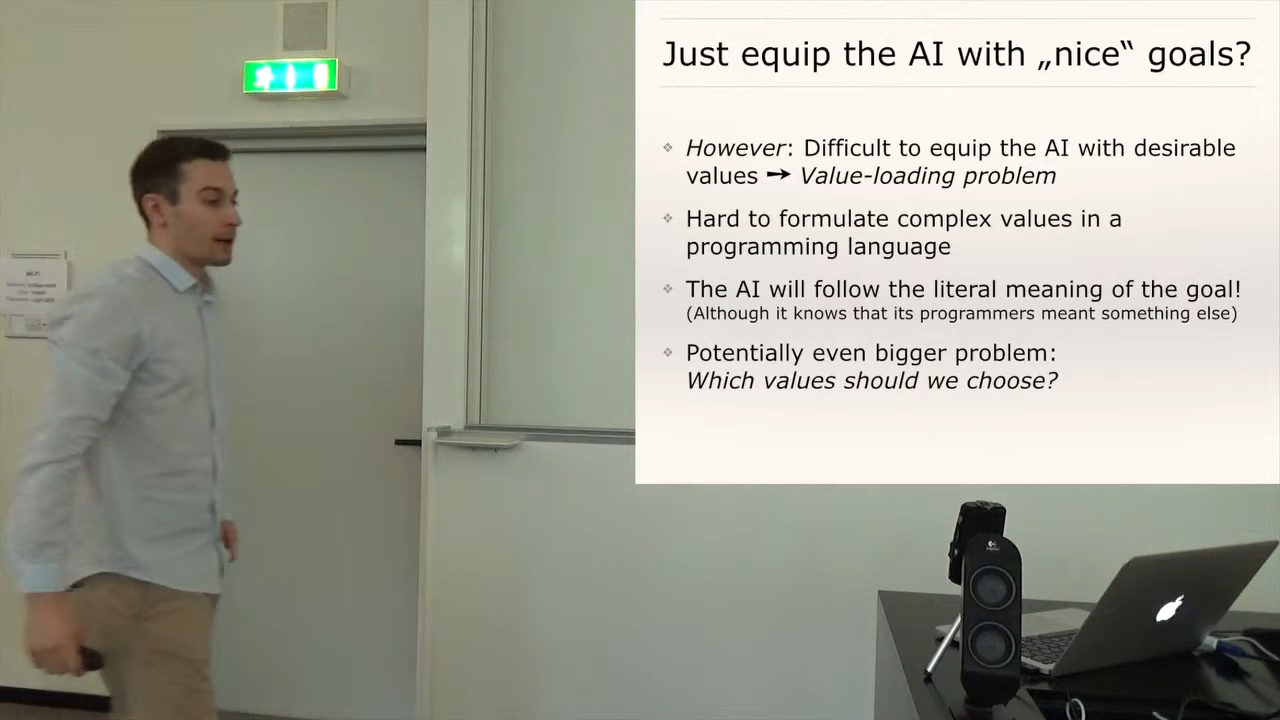 Just equip the AI with „nice“ goals?
However: Difficult to equip the AI with desirable
values ➙ Value-loading problem
Hard to formulate complex values in a
programming language
The AI will follow the literal meaning of the goal!
(Although it knows that its programmers meant something else)
Potentially even bigger problem:
Which values should we choose?